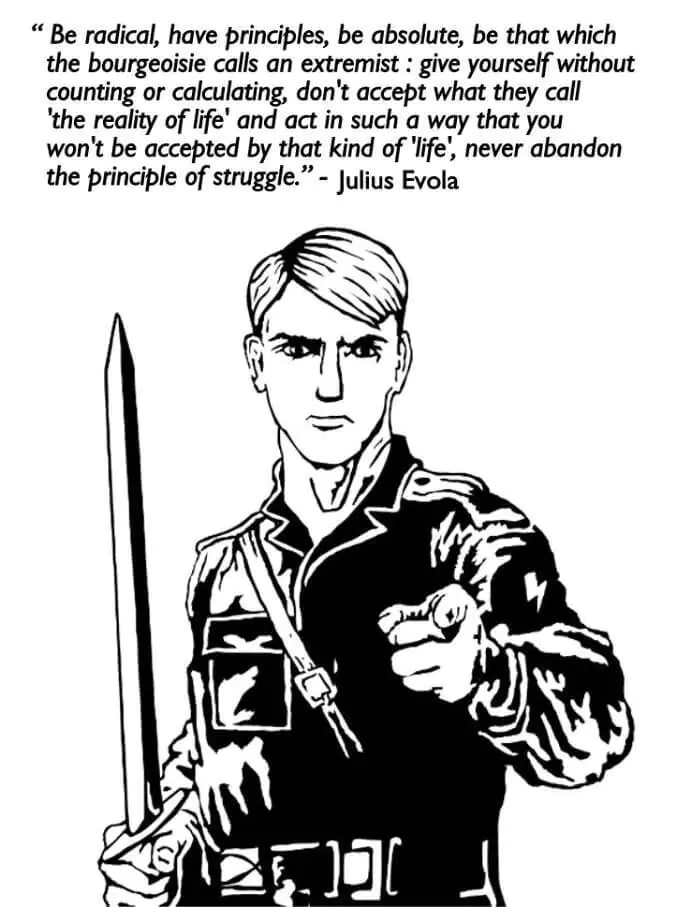 “ Be radical, have principles, be absolute, be that which
the bourgeoisie calls an extremist : give yourself without
counting or calculating, don't accept what they call
'the reality of life' and act in such a way that you
won't be accepted by that kind of 'life', never abandon
the principle of struggle.” - Julius Evola